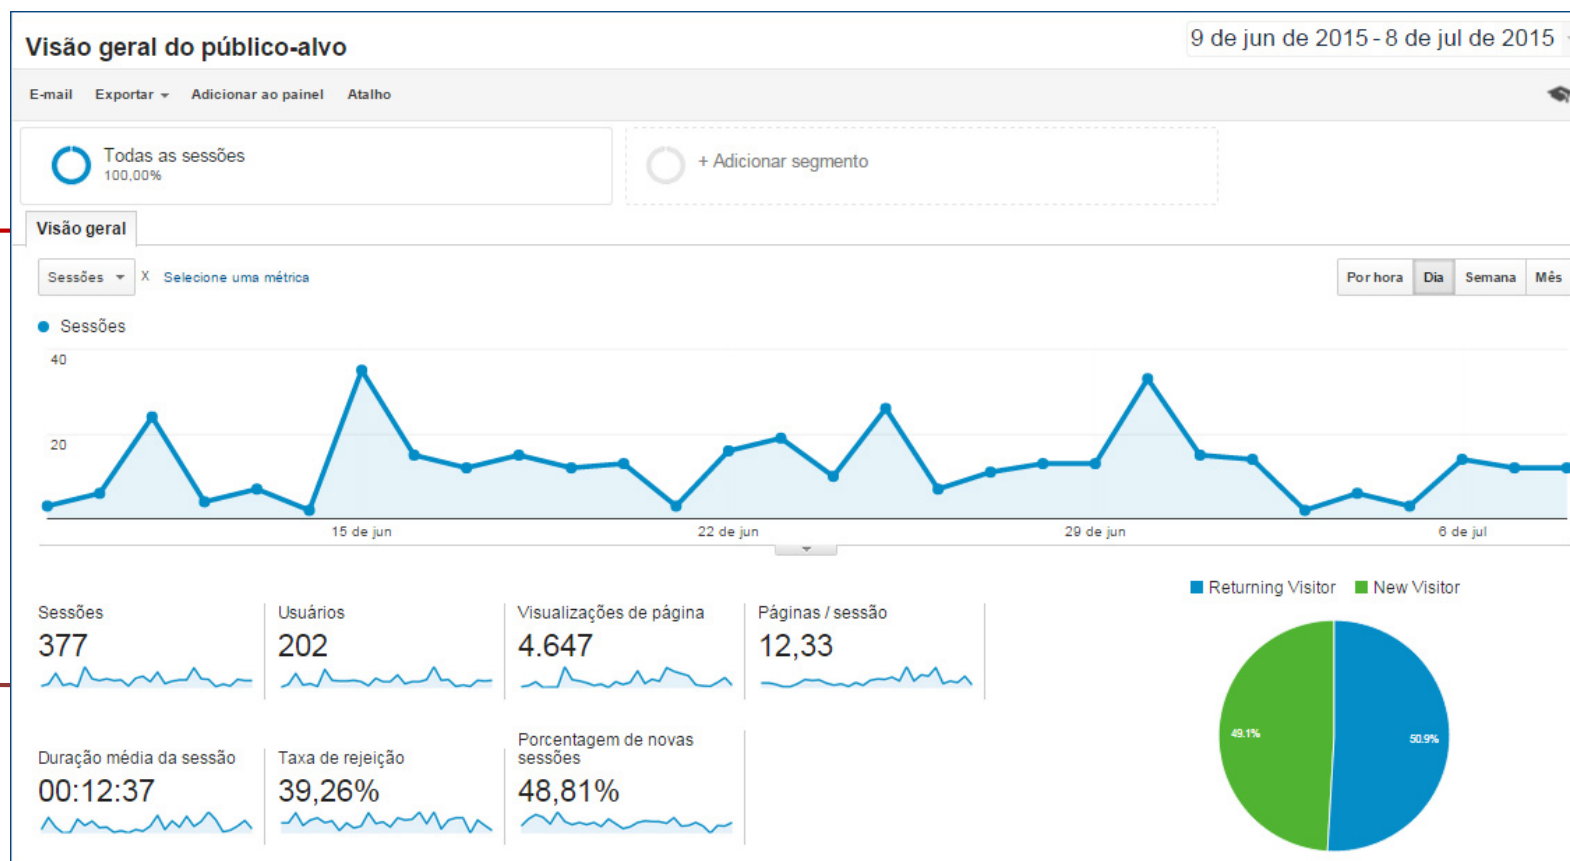 Visão geral do público-alvo
9 de jun de 2015 - 8 de jul de 2015
E-mail Exportar Adicionar ao painel Atalho
Todas as sessões
100,00%
+ Adicionar segmento
Visão geral
Sessões X Selecione uma métrica
Por hora Dia Semana Mês
Sessões
40
20
15 de jun 22 de jun 29 de jun 6 de jul
Returning Visitor New Visitor
Sessões
377
Usuários
202
Visualizações de página
4.647
Páginas / sessão
12,33
Duração média da sessão
00:12:37
Taxa de rejeição
39,26%
Porcentagem de novas
sessões
48,81%
49.1%
50.9%